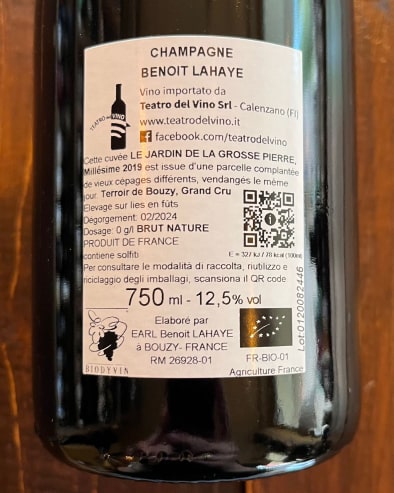 CHAMPAGNE
BENOIT LAHAYE
Vino importato da
Teatro del Vino Srl - Calenzano (FI)
www.teatrodelvino.it
facebook.com/teatrodelvino
TEATRO del VINO
Cette cuvée LE JARDIN DE LA GROSSE PIERRE,
Millésime 2019 est issue d'une parcelle complantée
de vieux cépages différents, vendangés le même
jour. Terroir de Bouzy, Grand Cru
Elevage sur lies en fûts
Dégorgement: 02/2024
Dosage: 0 g/l BRUT NATURE
PRODUIT DE FRANCE
contiene solfiti
E = 327 kJ / 78 kcal (100ml)
Per consultare le modalità di raccolta, riutilizzo e
riciclaggio degli imballaggi, scansiona il QR code
750 ml - 12,5% vol
Elaboré par
EARL Benoit LAHAYE
à BOUZY- FRANCE
RM 26928-01
BIODYVIN
FR-BIO-01
Agriculture France
Lot:0120082446